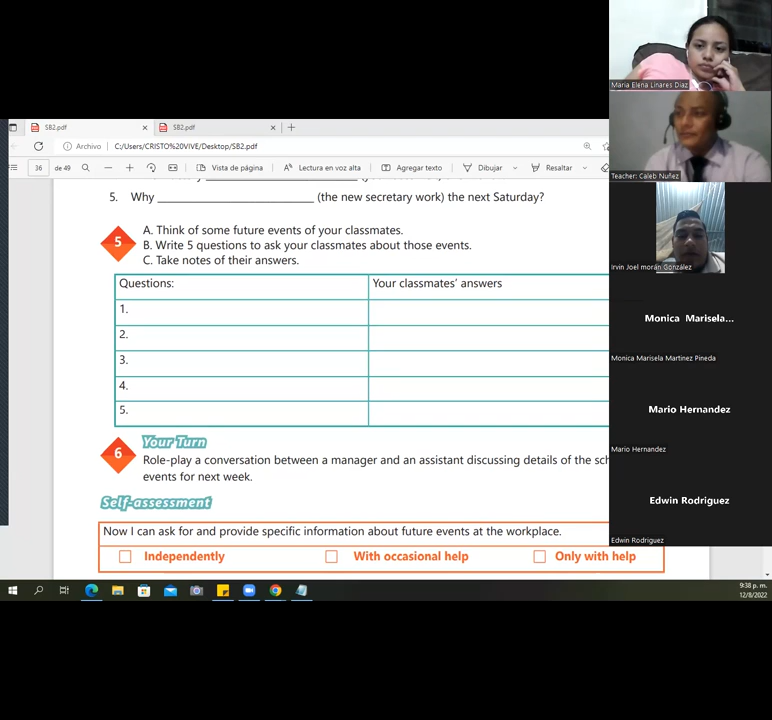 SB2.pdf
SB2.pdf
Archivo
C:/Users/CRISTO%20VIVE/Desktop/SB2.pdf
36 de 49
Vista de página
Lectura en voz alta
Agregar texto
Dibujar
Resaltar
5. Why ______________________ (the new secretary work) the next Saturday?
5
A. Think of some future events of your classmates.
B. Write 5 questions to ask your classmates about those events.
C. Take notes of their answers.
Questions: Your classmates' answers
1.
2.
3.
4.
5.
6
Your Turn
Role-play a conversation between a manager and an assistant discussing details of the
events for next week.
Self-assessment
Now I can ask for and provide specific information about future events at the workplace.
Independently With occasional help Only with help
9:38 p. m.
12/8/2022
Maria Elena Linares Diaz
Teacher: Caleb Nuñez
Irvin Joel morán González
Monica Marisela...
Monica Marisela Martinez Pineda
Mario Hernandez
Mario Hernandez
Edwin Rodriguez
Edwin Rodriguez